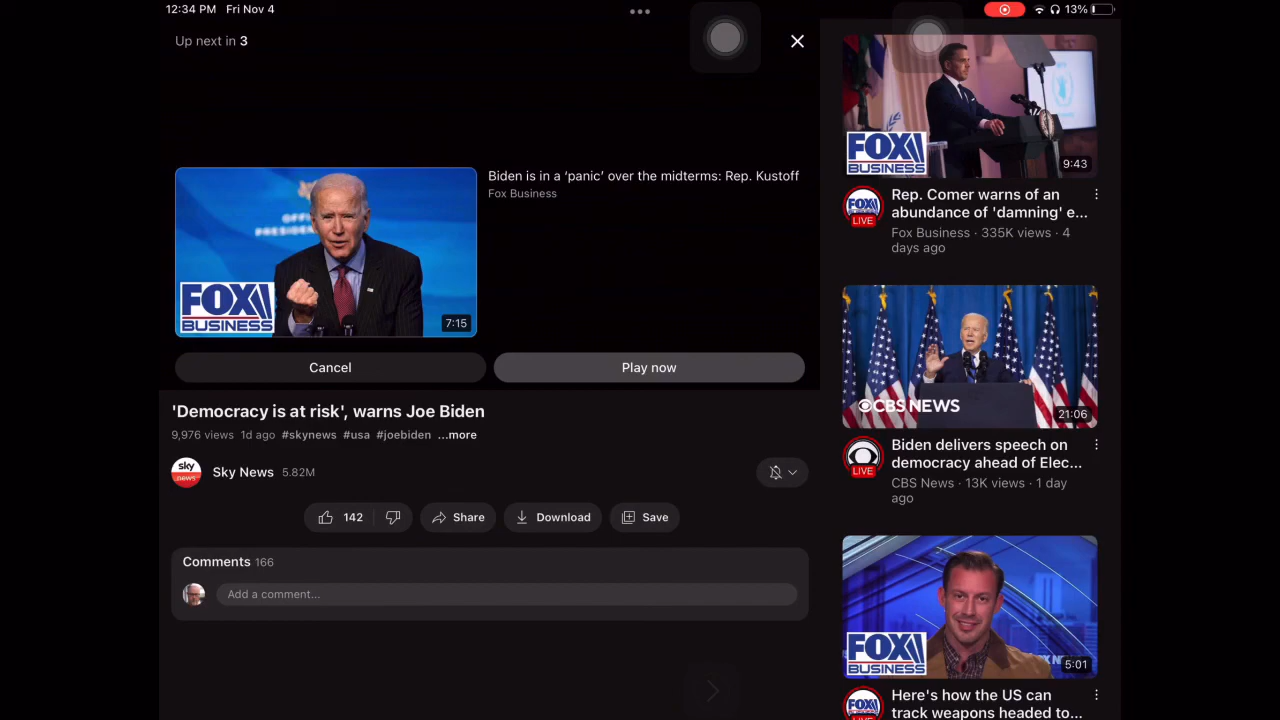 12:34 PM Fri Nov 4
13%
Up next in 3
OFF
PRESIDE
FOX
BUSINESS
7:15
Biden is in a ‘panic’ over the midterms: Rep. Kustoff
Fox Business
Cancel
Play now
'Democracy is at risk', warns Joe Biden
9,976 views 1d ago #skynews #usa #joebiden ...more
sky
news
Sky News 5.82M
142
Share
Download
Save
Comments 166
Add a comment...
FOX
BUSINESS
9:43
FOX
LIVE
Rep. Comer warns of an
abundance of 'damning' e...
Fox Business · 335K views · 4
days ago
CBS NEWS
21:06
LIVE
Biden delivers speech on
democracy ahead of Elec...
CBS News · 13K views · 1 day
ago
FOX
BUSINESS
5:01
FOX
LIVE
Here's how the US can
track weapons headed to...